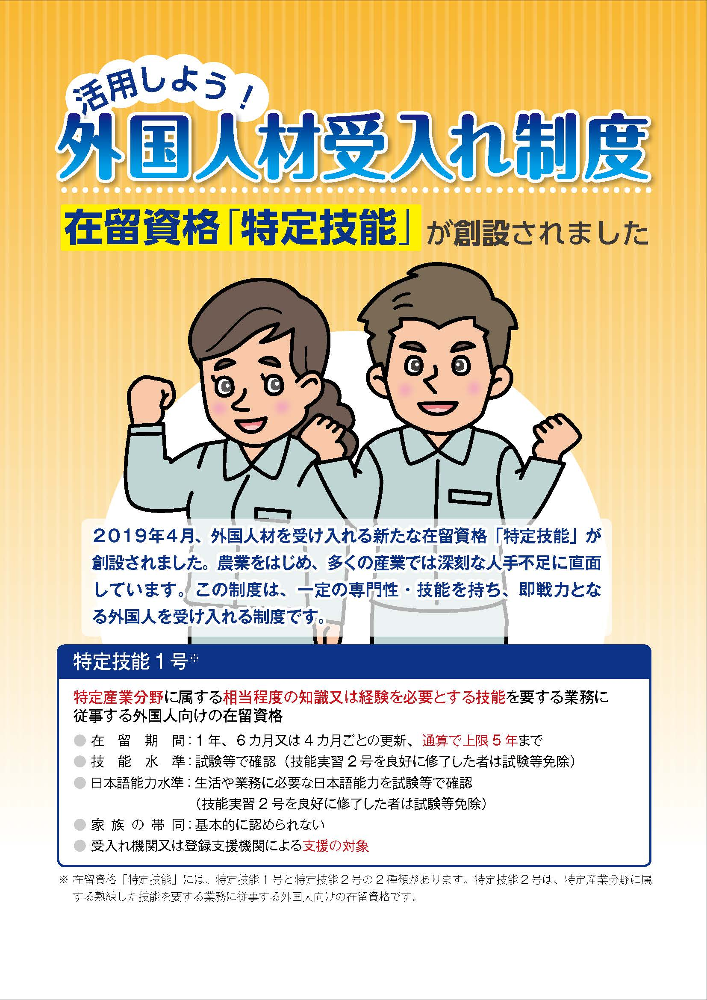 活用しよう!
外国人材受入れ制度
在留資格「特定技能」が創設されました
2019年4月、外国人材を受け入れる新たな在留資格「特定技能」が
創設されました。農業をはじめ、多くの産業では深刻な人手不足に直面
しています。この制度は、一定の専門性・技能を持ち、即戦力とな
る外国人を受け入れる制度です。
特定技能1号※
特定産業分野に属する相当程度の知識又は経験を必要とする技能を要する業務に
従事する外国人向けの在留資格
● 在留期間：1年、6カ月又は4カ月ごとの更新、通算で上限5年まで
● 技能水準：試験等で確認（技能実習2号を良好に修了した者は試験等免除）
● 日本語能力水準：生活や業務に必要な日本語能力を試験等で確認
（技能実習2号を良好に修了した者は試験等免除）
● 家族の帯同：基本的に認められない
● 受入れ機関又は登録支援機関による支援の対象
※ 在留資格「特定技能」には、特定技能1号と特定技能2号の2種類があります。特定技能2号は、特定産業分野に属
する熟練した技能を要する業務に従事する外国人向けの在留資格です。